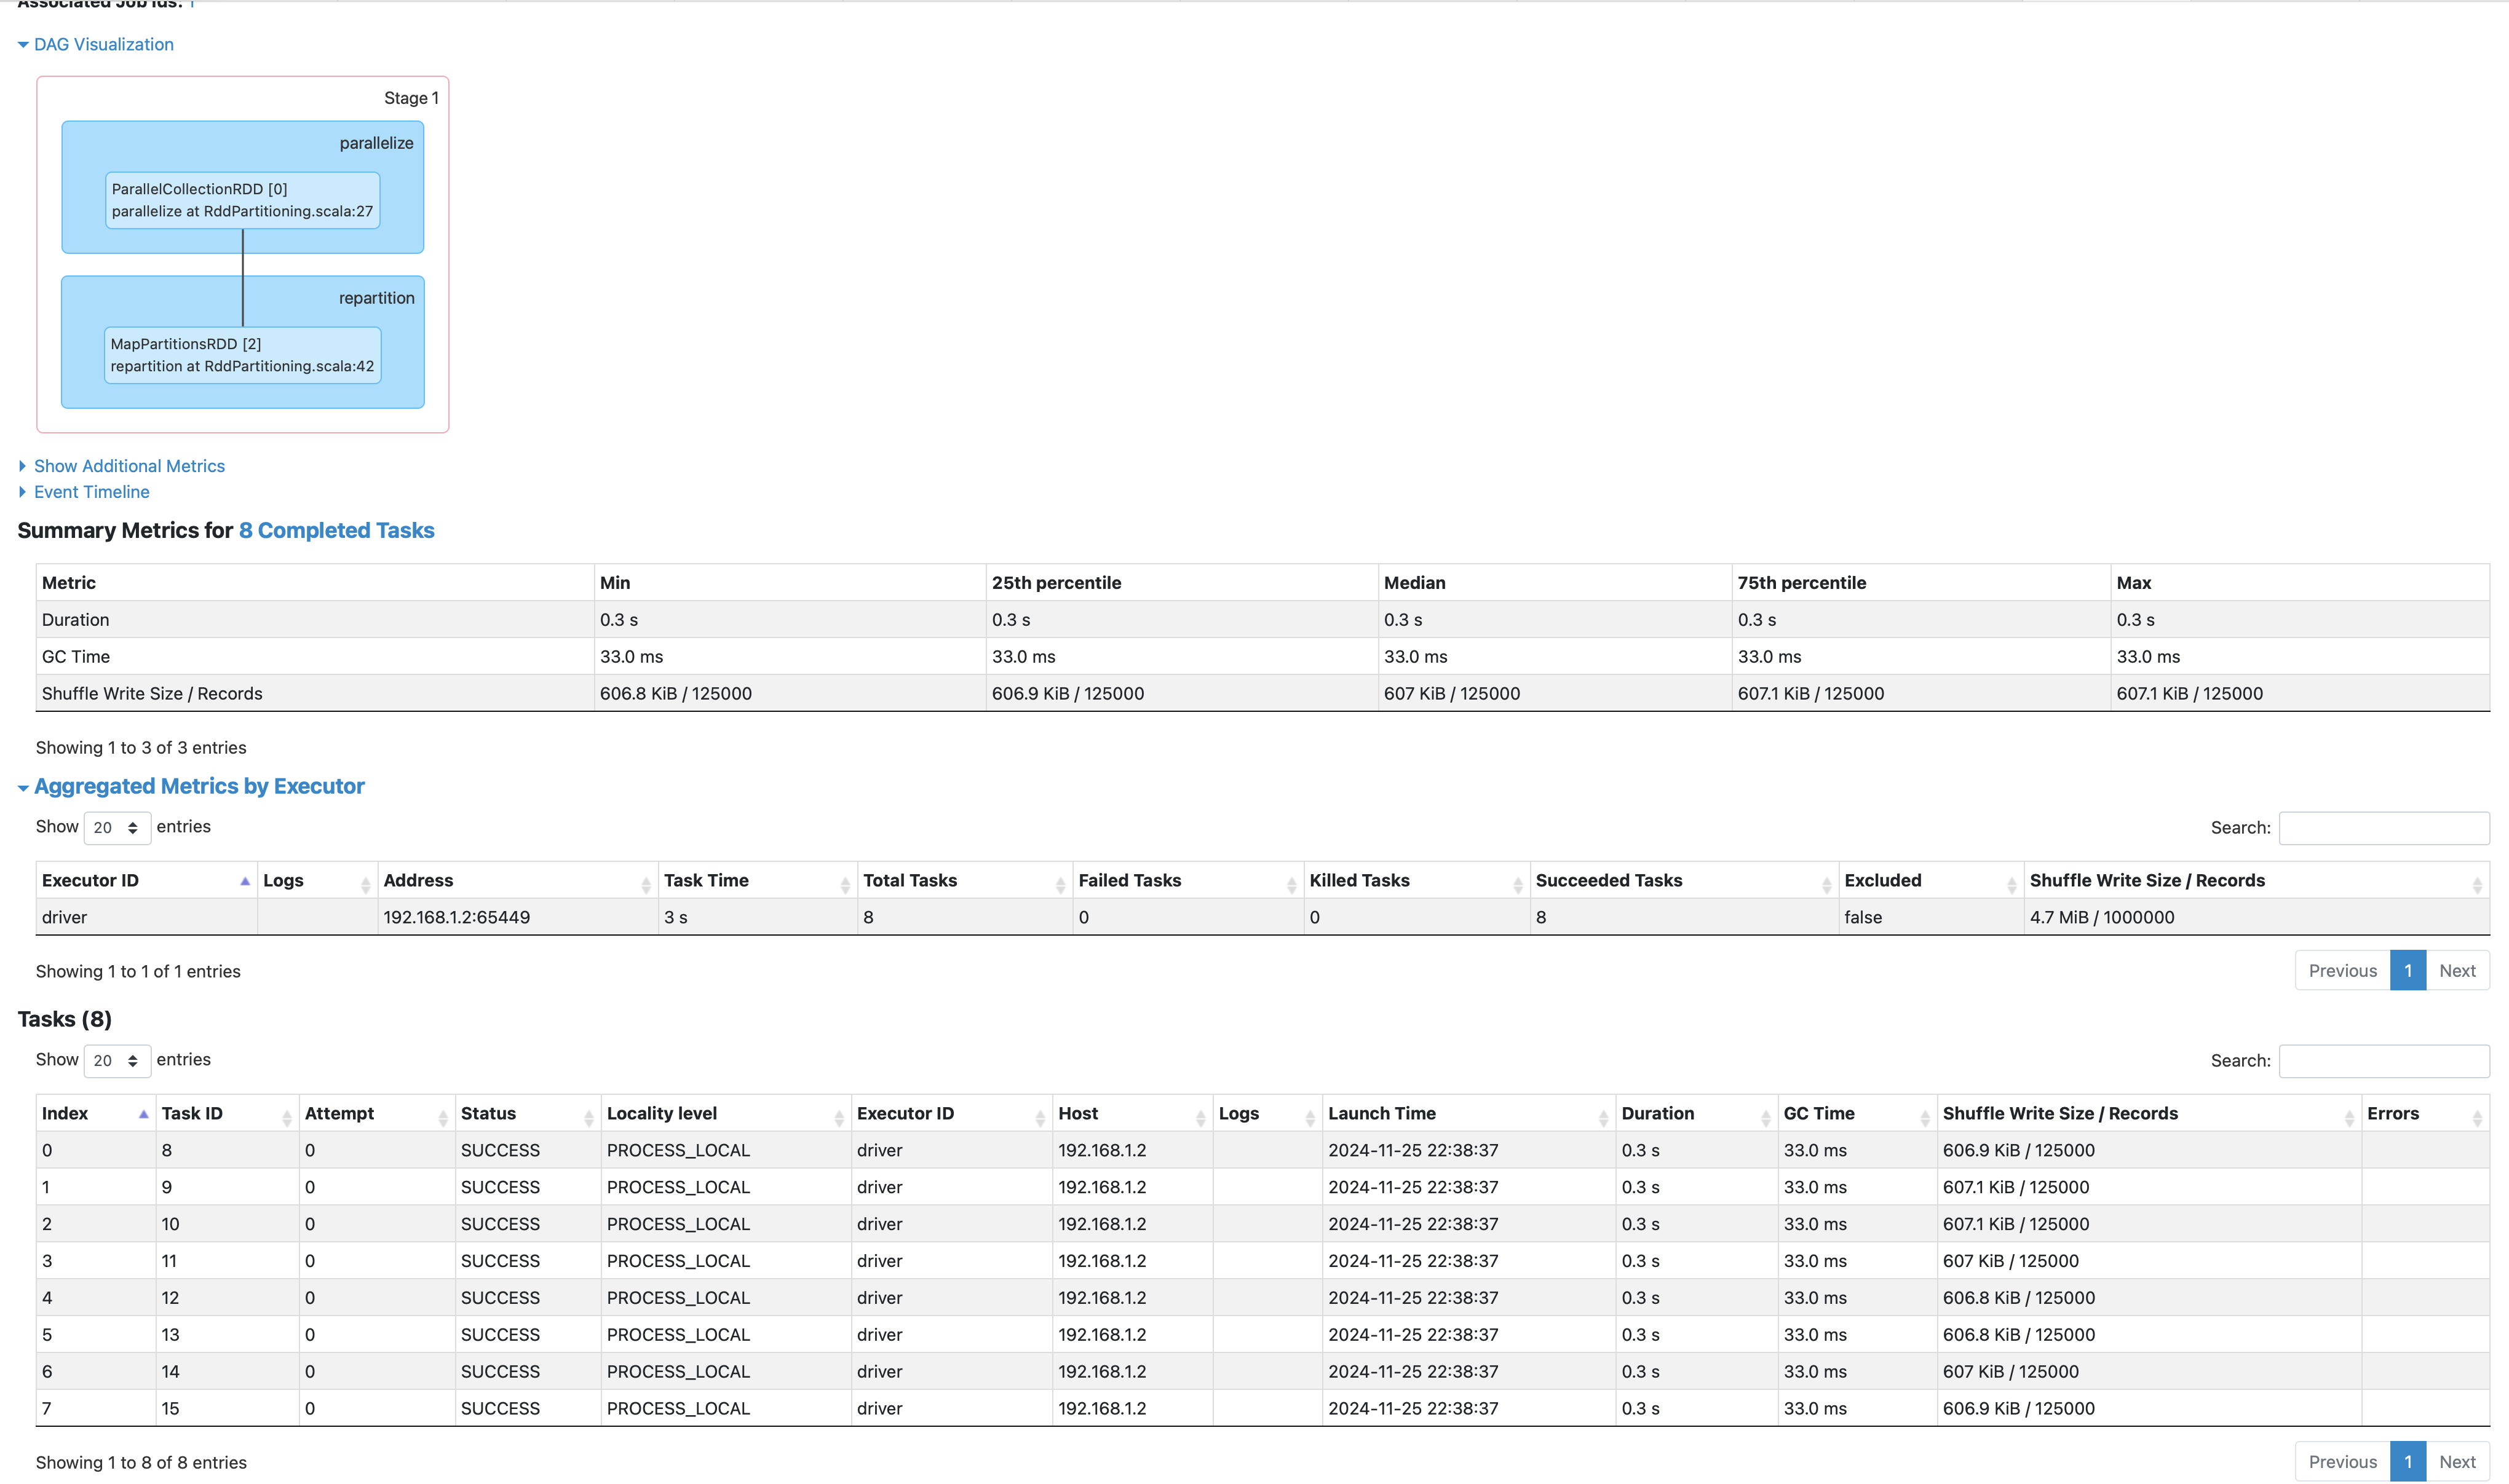 Associated Job Ids: 1
DAG Visualization
Stage 1
parallelize
ParallelCollectionRDD [0]
parallelize at RddPartitioning.scala:27
repartition
MapPartitionsRDD [2]
repartition at RddPartitioning.scala:42
Show Additional Metrics
Event Timeline
Summary Metrics for 8 Completed Tasks
Metric Min 25th percentile Median 75th percentile Max
Duration 0.3 s 0.3 s 0.3 s 0.3 s 0.3 s
GC Time 33.0 ms 33.0 ms 33.0 ms 33.0 ms 33.0 ms
Shuffle Write Size / Records 606.8 KiB / 125000 606.9 KiB / 125000 607 KiB / 125000 607.1 KiB / 125000 607.1 KiB / 125000
Showing 1 to 3 of 3 entries
Aggregated Metrics by Executor
Show 20 entries Search:
Executor ID Logs Address Task Time Total Tasks Failed Tasks Killed Tasks Succeeded Tasks Excluded Shuffle Write Size / Records
driver 192.168.1.2:65449 3 s 8 0 0 8 false 4.7 MiB / 1000000
Showing 1 to 1 of 1 entries Previous 1 Next
Tasks (8)
Show 20 entries Search:
Index Task ID Attempt Status Locality level Executor ID Host Logs Launch Time Duration GC Time Shuffle Write Size / Records Errors
0 8 0 SUCCESS PROCESS_LOCAL driver 192.168.1.2 2024-11-25 22:38:37 0.3 s 33.0 ms 606.9 KiB / 125000
1 9 0 SUCCESS PROCESS_LOCAL driver 192.168.1.2 2024-11-25 22:38:37 0.3 s 33.0 ms 607.1 KiB / 125000
2 10 0 SUCCESS PROCESS_LOCAL driver 192.168.1.2 2024-11-25 22:38:37 0.3 s 33.0 ms 607.1 KiB / 125000
3 11 0 SUCCESS PROCESS_LOCAL driver 192.168.1.2 2024-11-25 22:38:37 0.3 s 33.0 ms 607 KiB / 125000
4 12 0 SUCCESS PROCESS_LOCAL driver 192.168.1.2 2024-11-25 22:38:37 0.3 s 33.0 ms 606.8 KiB / 125000
5 13 0 SUCCESS PROCESS_LOCAL driver 192.168.1.2 2024-11-25 22:38:37 0.3 s 33.0 ms 606.8 KiB / 125000
6 14 0 SUCCESS PROCESS_LOCAL driver 192.168.1.2 2024-11-25 22:38:37 0.3 s 33.0 ms 607 KiB / 125000
7 15 0 SUCCESS PROCESS_LOCAL driver 192.168.1.2 2024-11-25 22:38:37 0.3 s 33.0 ms 606.9 KiB / 125000
Showing 1 to 8 of 8 entries Previous 1 Next